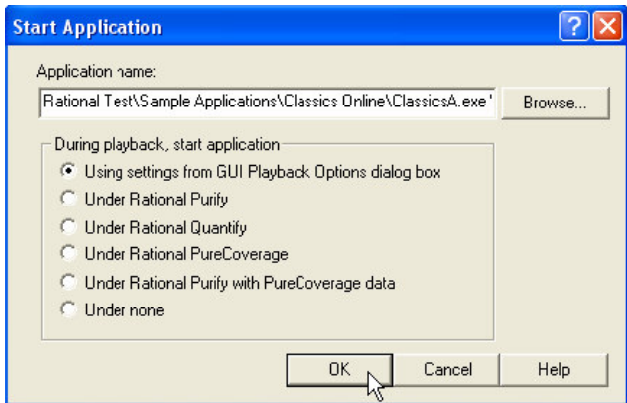 Start Application
Application name:
Rational Test\Sample Applications\Classics Online\ClassicsA.exe"
Browse...
During playback, start application
Using settings from GUI Playback Options dialog box
Under Rational Purify
Under Rational Quantify
Under Rational PureCoverage
Under Rational Purify with PureCoverage data
Under none
OK Cancel Help